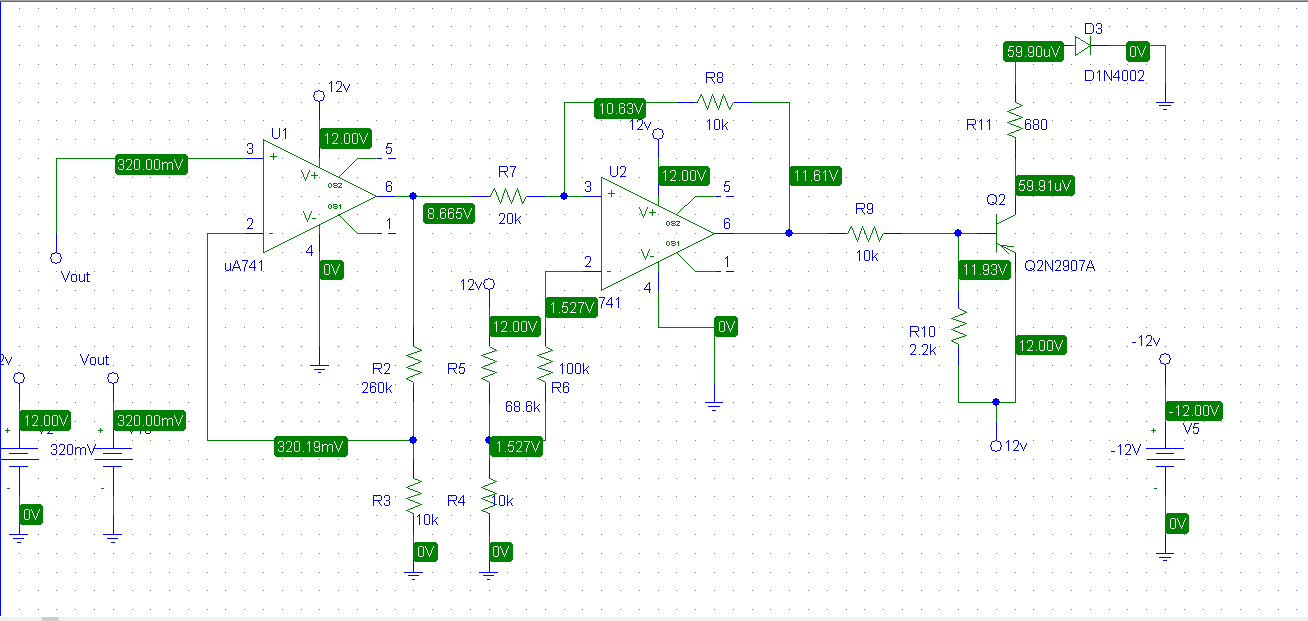 D3
59.90uV
0V
D1N4002
R8
10.63V
10k
12v
12v
R11
680
U1
12.00V
5
3
+
320.00mV
V+
OS2
6
OS1
V-
2
-
1
4
uA741
0V
Vout
R7
20k
8.665V
U2
12.00V
5
3
+
V+
OS2
6
OS1
V-
2
-
1
4
741
0V
11.61V
R9
10k
59.91uV
Q2
Q2N2907A
11.93V
12v
12.00V
1.527V
R2
260k
R5
68.6k
100k
R6
R10
2.2k
12.00V
12v
-12v
-12.00V
+
V5
-12V
-
0V
Vout
12.00V
320.00mV
+
+
320mV
-
-
0V
320.19mV
1.527V
R3
10k
R4
10k
0V
0V